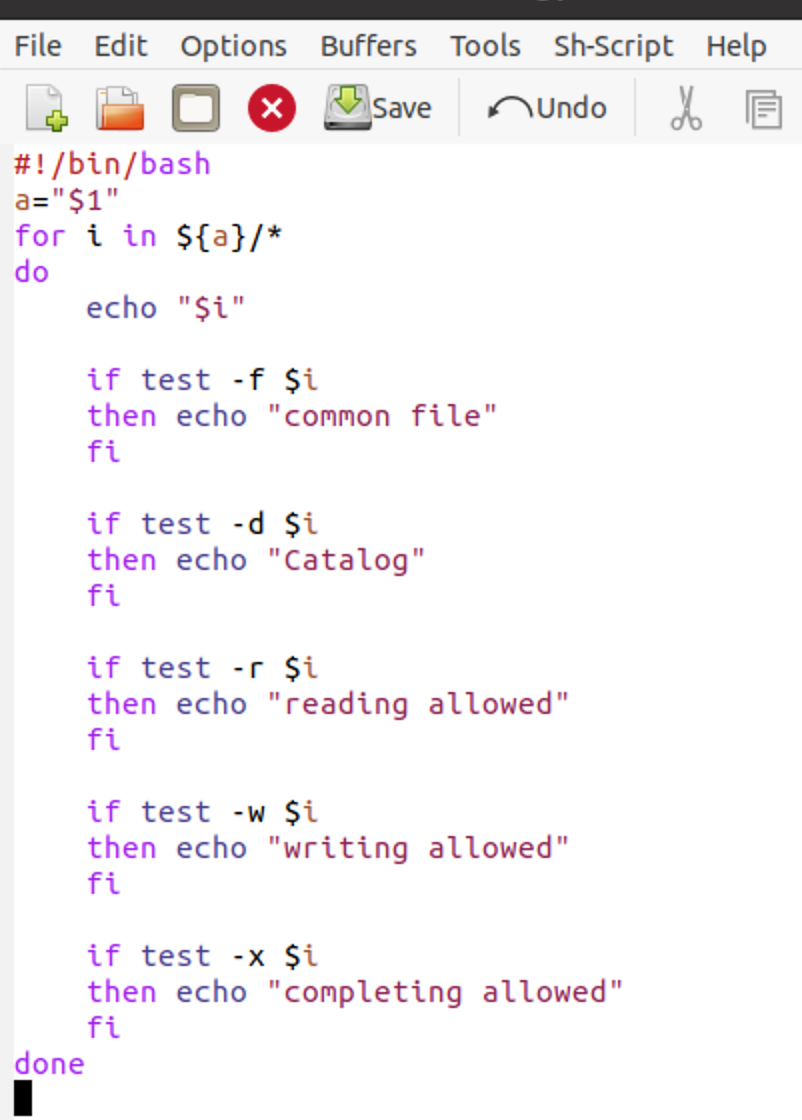 File Edit Options Buffers Tools Sh-Script Help
Save Undo
#!/bin/bash
a="$1"
for i in ${a}/*
do
    echo "$i"

    if test -f $i
    then echo "common file"
    fi

    if test -d $i
    then echo "Catalog"
    fi

    if test -r $i
    then echo "reading allowed"
    fi

    if test -w $i
    then echo "writing allowed"
    fi

    if test -x $i
    then echo "completing allowed"
    fi
done